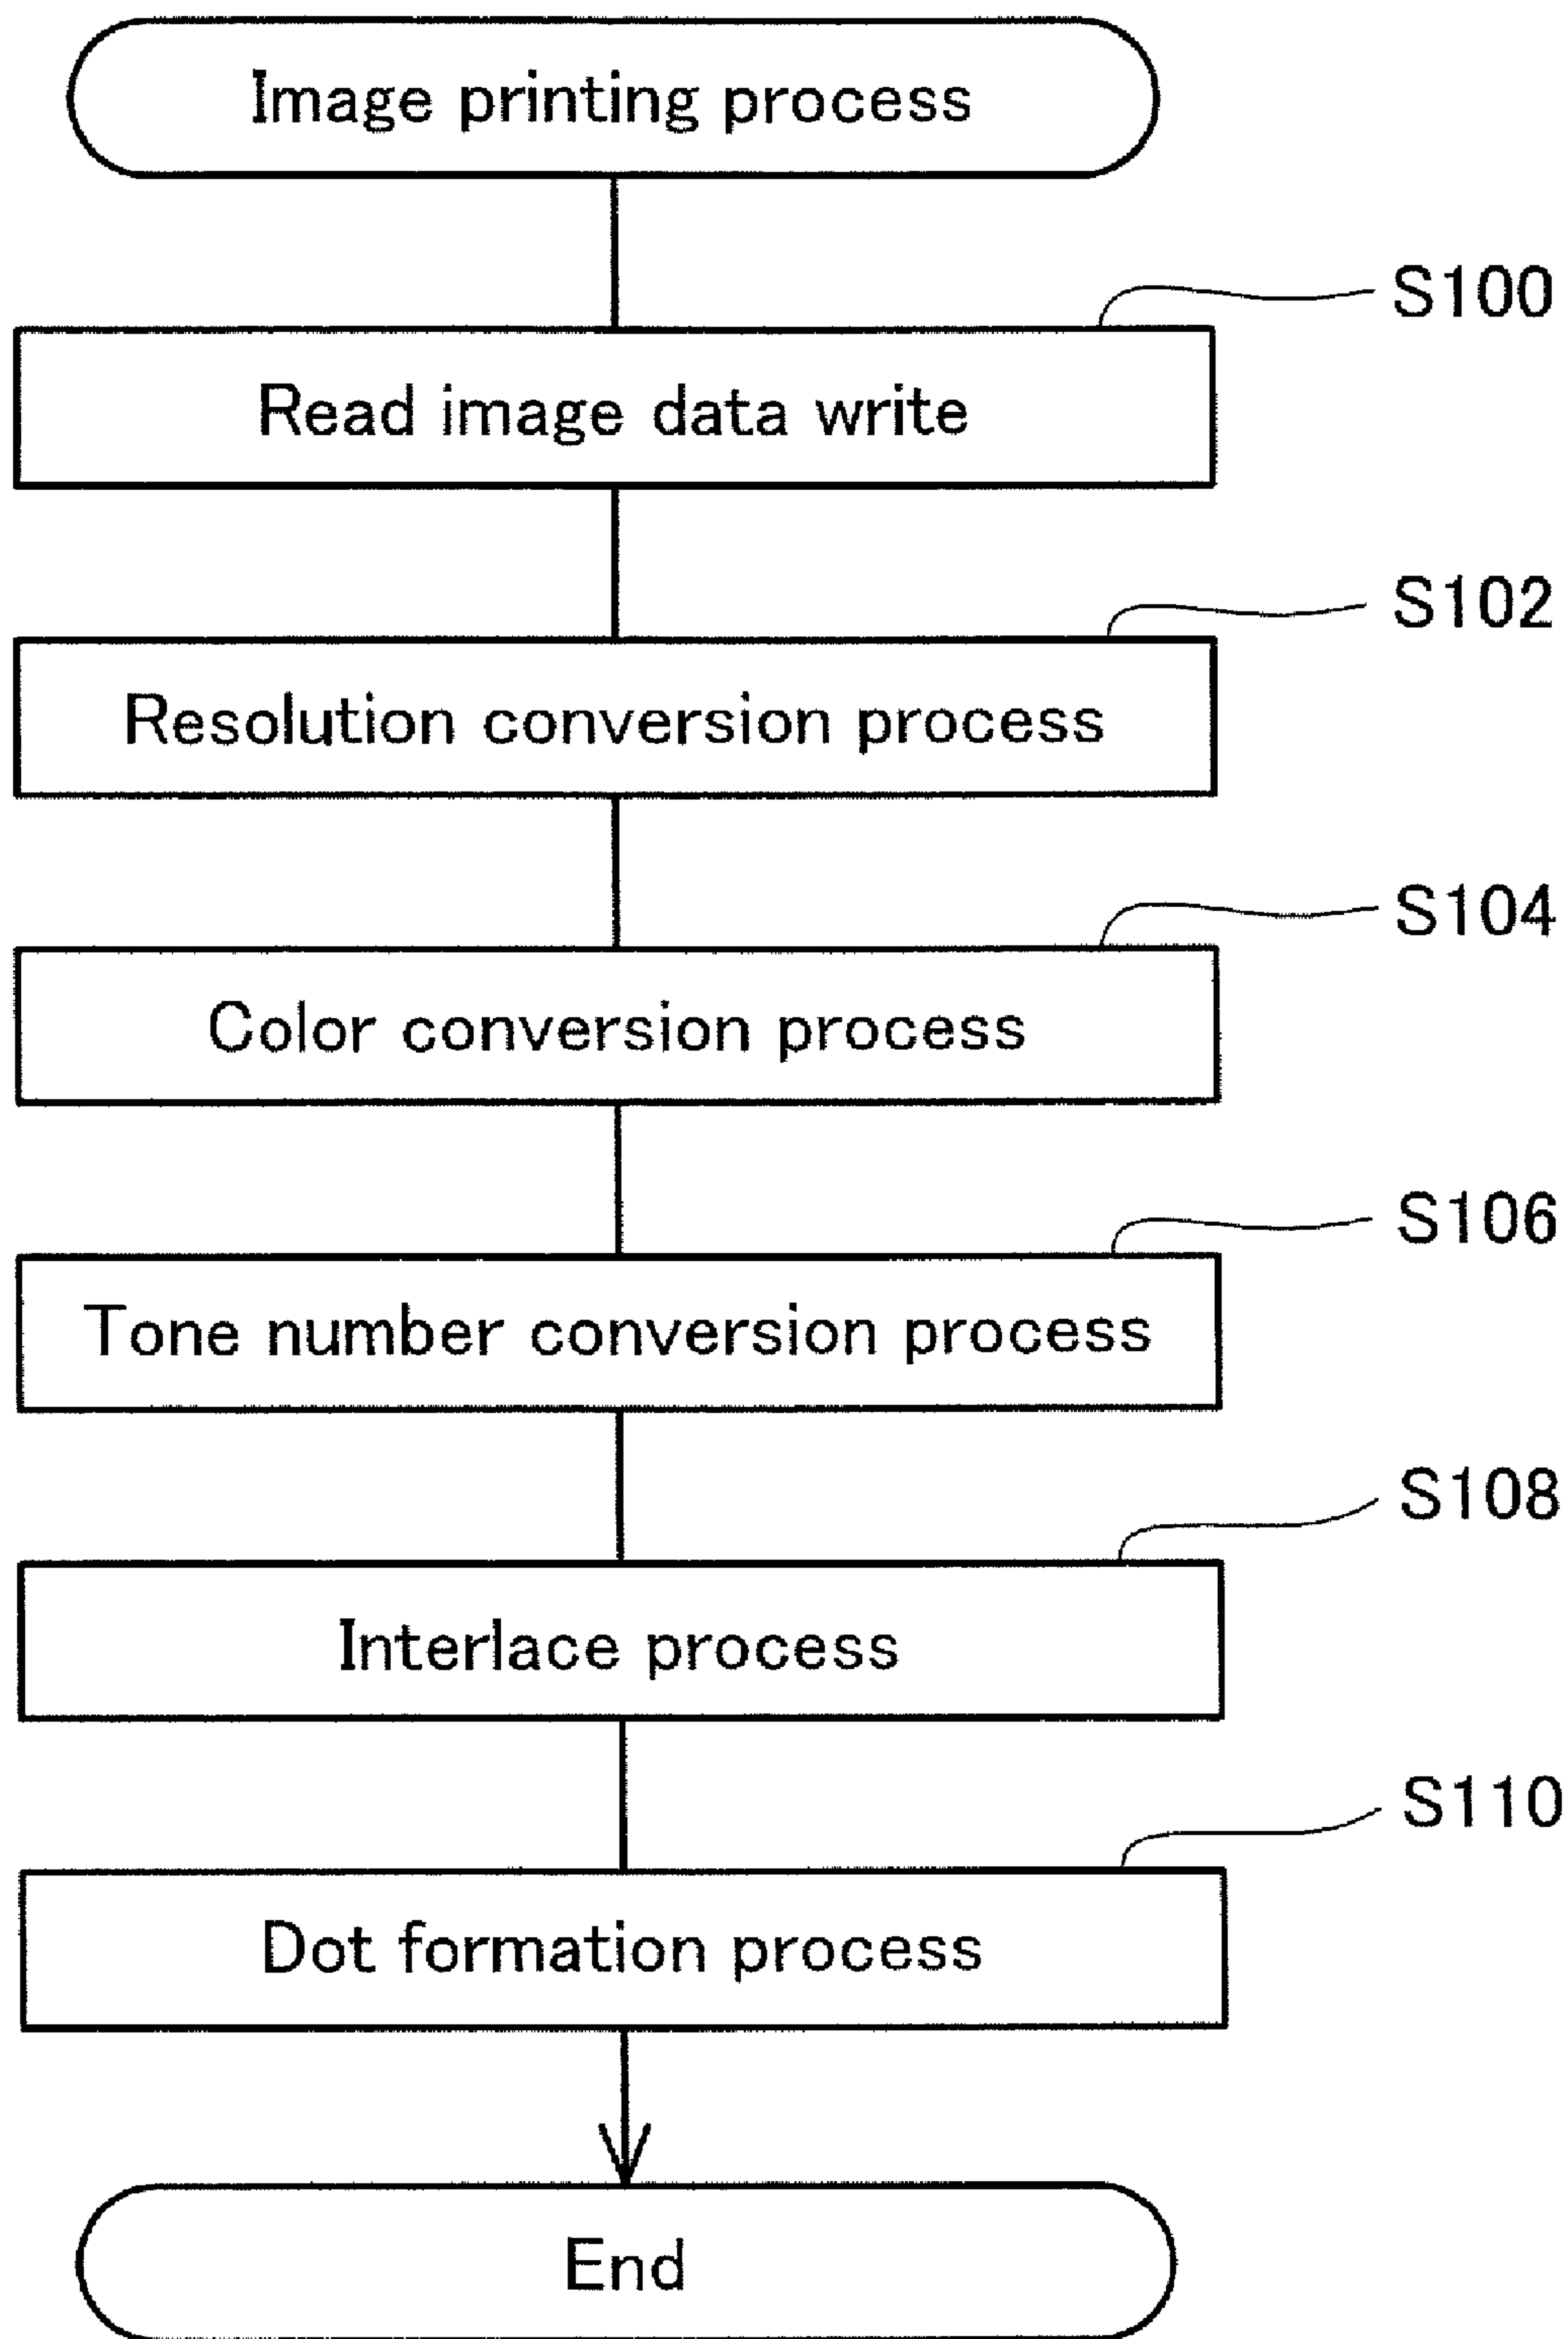 Image printing process
S100
Read image data write
S102
Resolution conversion process
S104
Color conversion process
S106
Tone number conversion process
S108
Interlace process
S110
Dot formation process
End